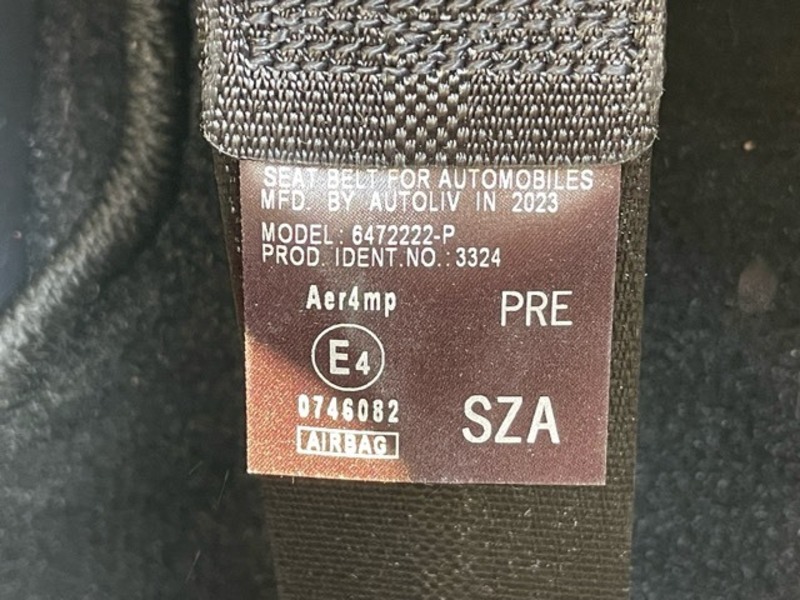 SEAT BELT FOR AUTOMOBILES
MFD. BY AUTOLIV IN 2023
MODEL: 6472222-P
PROD. IDENT.NO.: 3324
Aer4mp
PRE
E4
0746082
SZA
AIRBAG